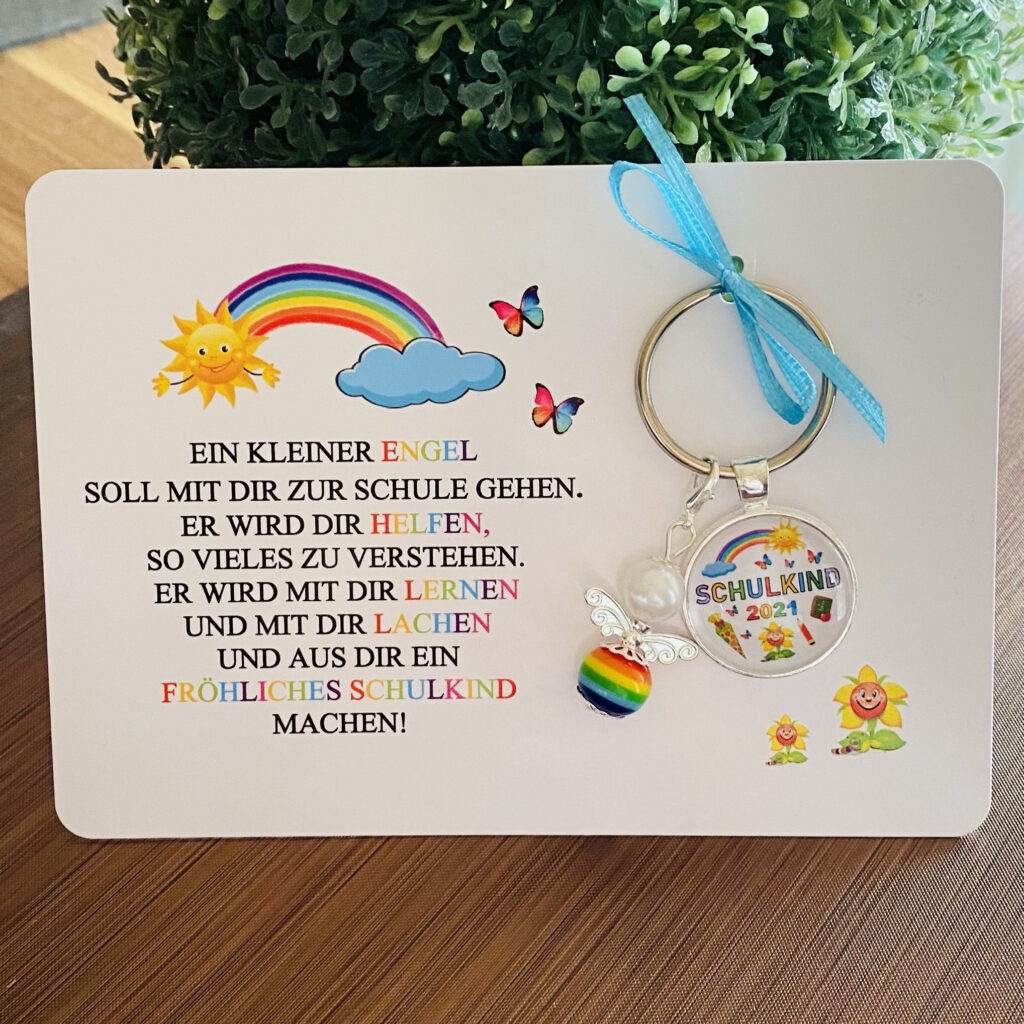 EIN KLEINER ENGEL
SOLL MIT DIR ZUR SCHULE GEHEN.
ER WIRD DIR HELFEN,
SO VIELES ZU VERSTEHEN.
ER WIRD MIT DIR LERNEN
UND MIT DIR LACHEN
UND AUS DIR EIN
FRÖHLICHES SCHULKIND
MACHEN!
SCHULKIND
2021